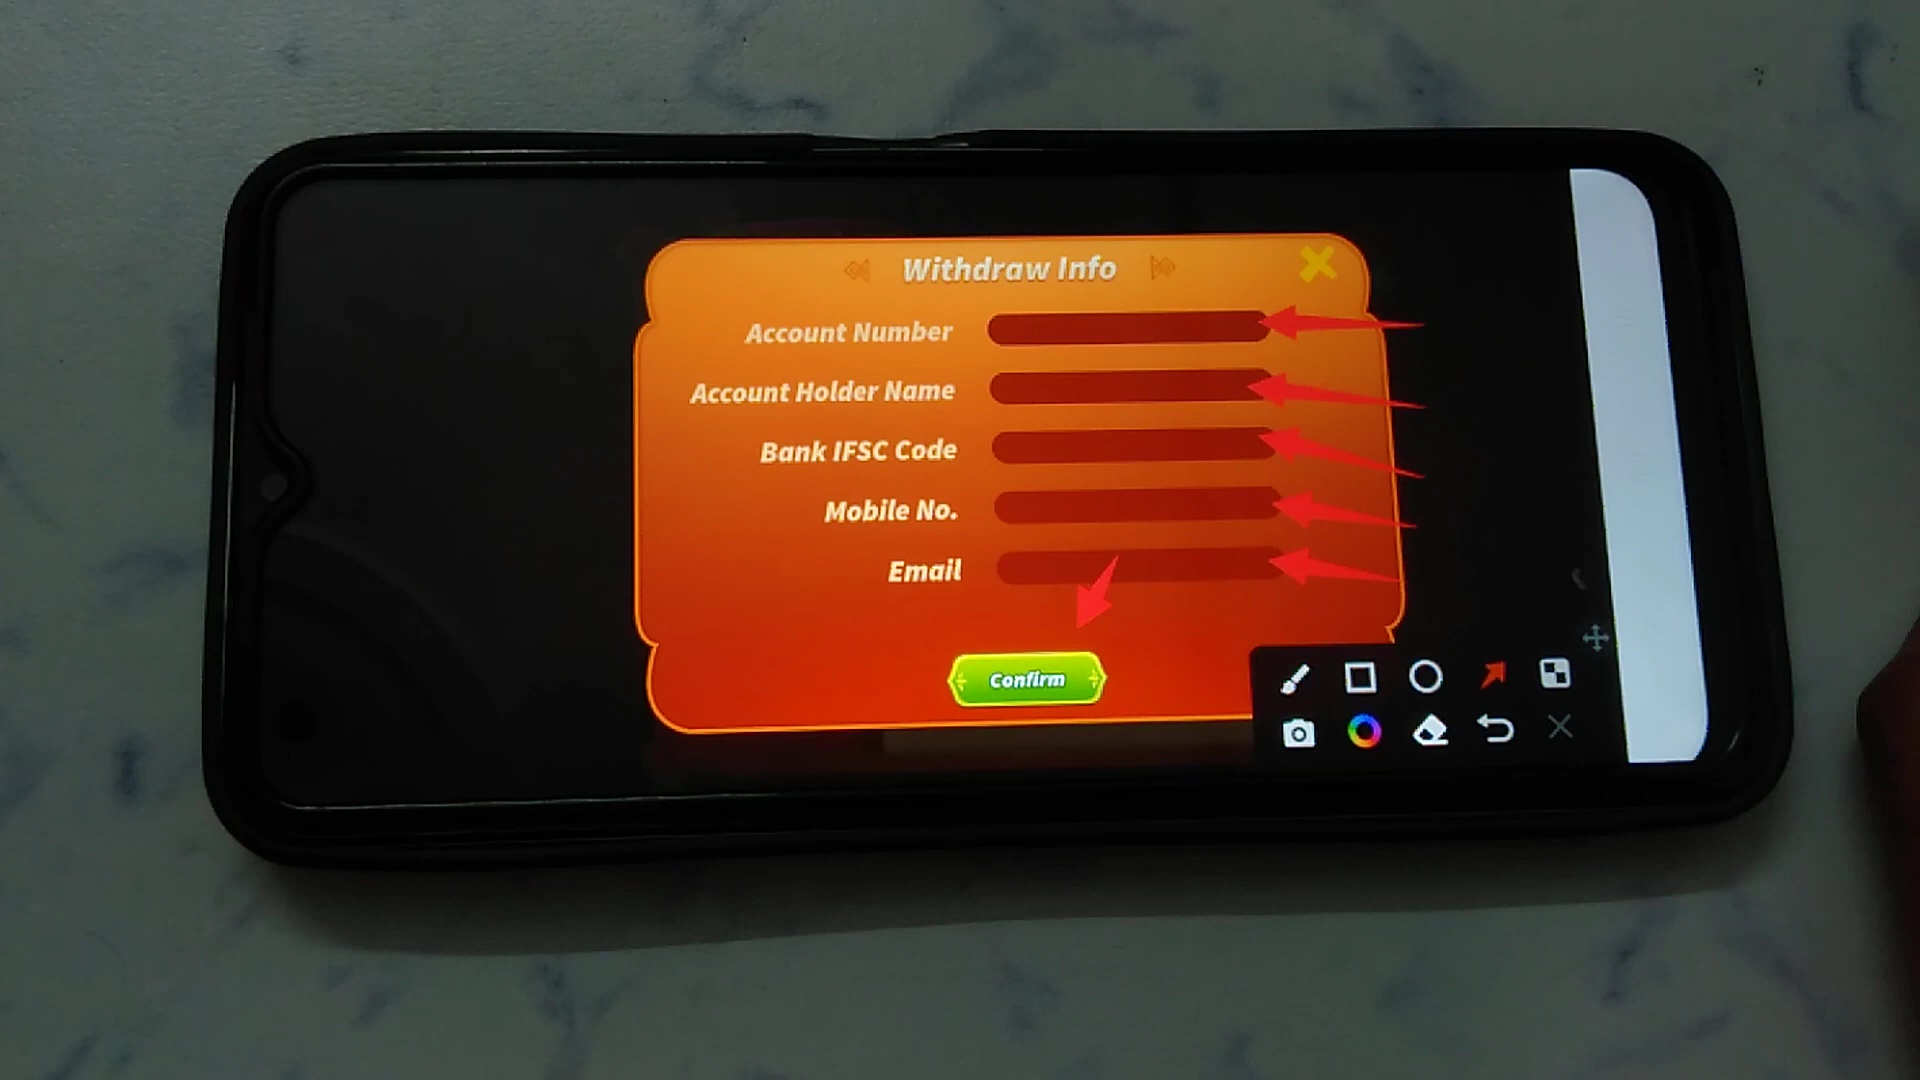 Withdraw Info
Account Number
Account Holder Name
Bank IFSC Code
Mobile No.
Email
Confirm